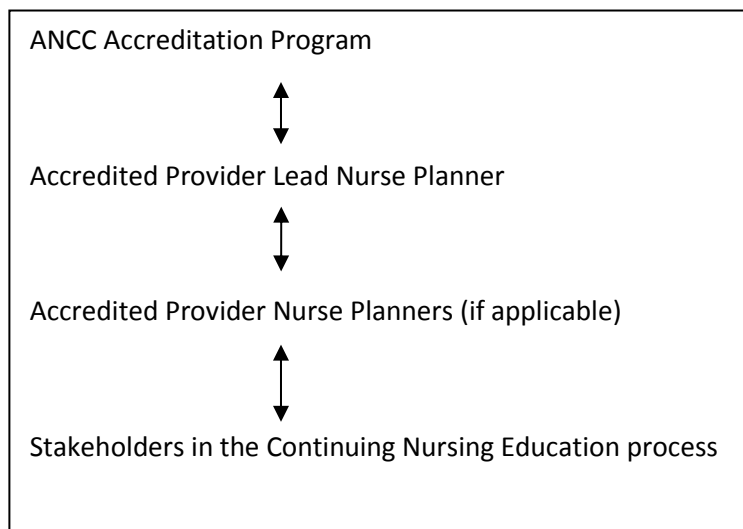 ANCC Accreditation Program
Accredited Provider Lead Nurse Planner
Accredited Provider Nurse Planners (if applicable)
Stakeholders in the Continuing Nursing Education process